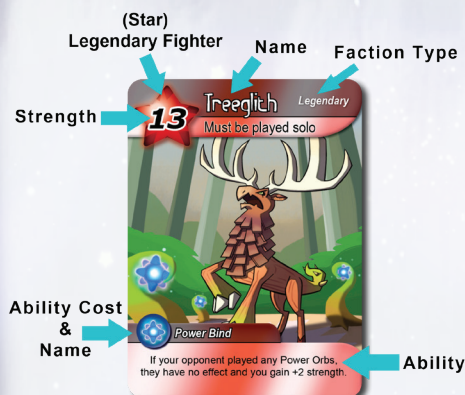 (Star)
Legendary Fighter
Name
Faction Type
Strength
13
Treeglith
Legendary
Must be played solo
Ability Cost
&
Name
Power Bind
If your opponent played any Power Orbs,
they have no effect and you gain +2 strength.
Ability